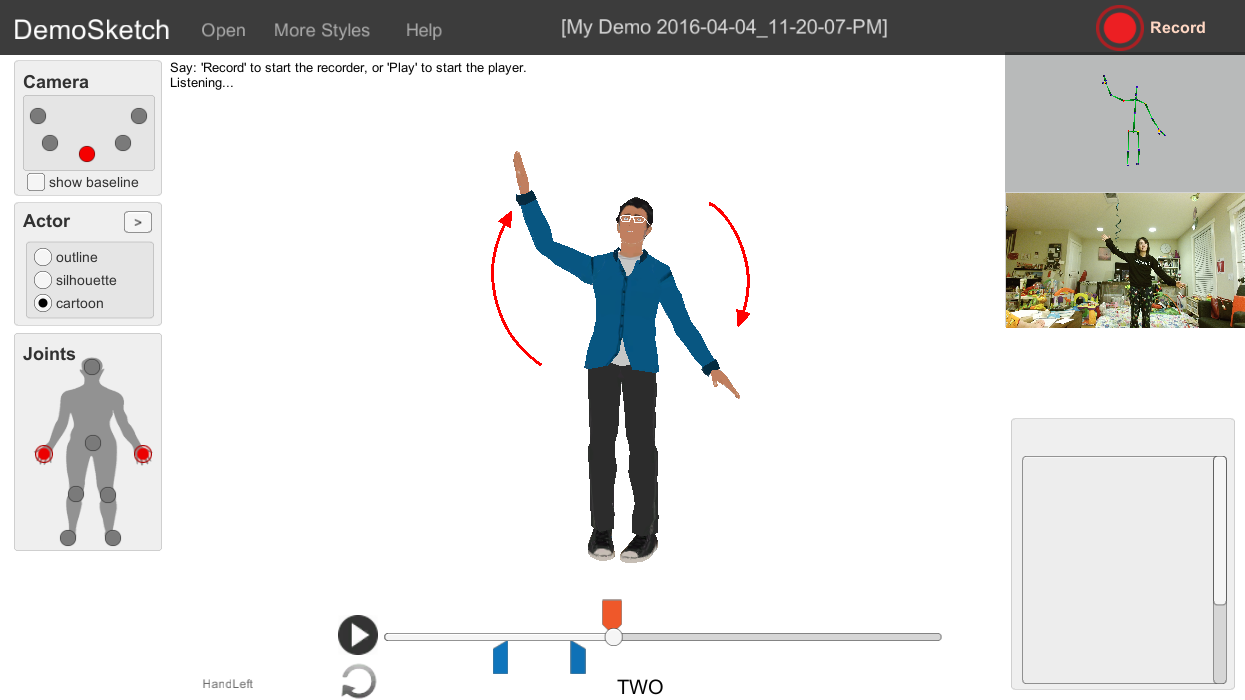 DemoSketch
Open
More Styles
Help
[My Demo 2016-04-04_11-20-07-PM]
Record
Say: 'Record' to start the recorder, or 'Play' to start the player.
Listening...
Camera
show baseline
Actor
>
outline
silhouette
cartoon
Joints
HandLeft
TWO